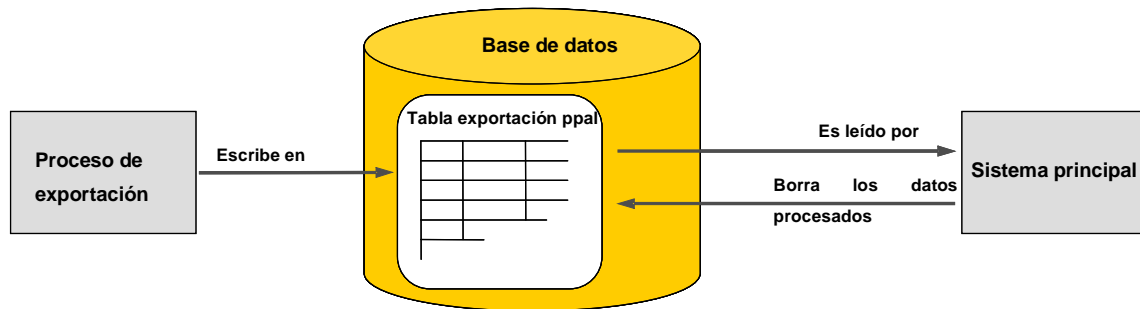 Base de datos
Tabla exportación ppal
Proceso de
exportación
Escribe en
Es leído por
Borra los datos
procesados
Sistema principal